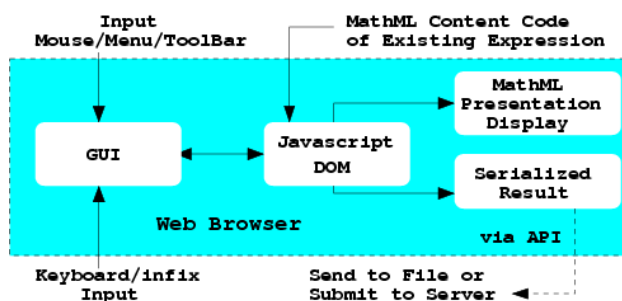 Input
Mouse/Menu/ToolBar
MathML Content Code
of Existing Expression
MathML
Presentation
Display
GUI
Javascript
DOM
Serialized
Result
Web Browser
via API
Keyboard/infix
Input
Send to File or
Submit to Server